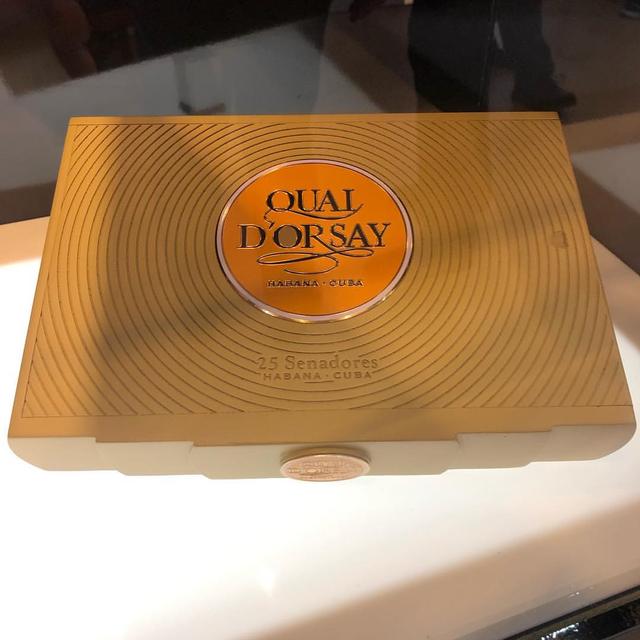 QUAI
D'ORSAY
HABANA · CUBA
25 Senadores
HABANA · CUBA